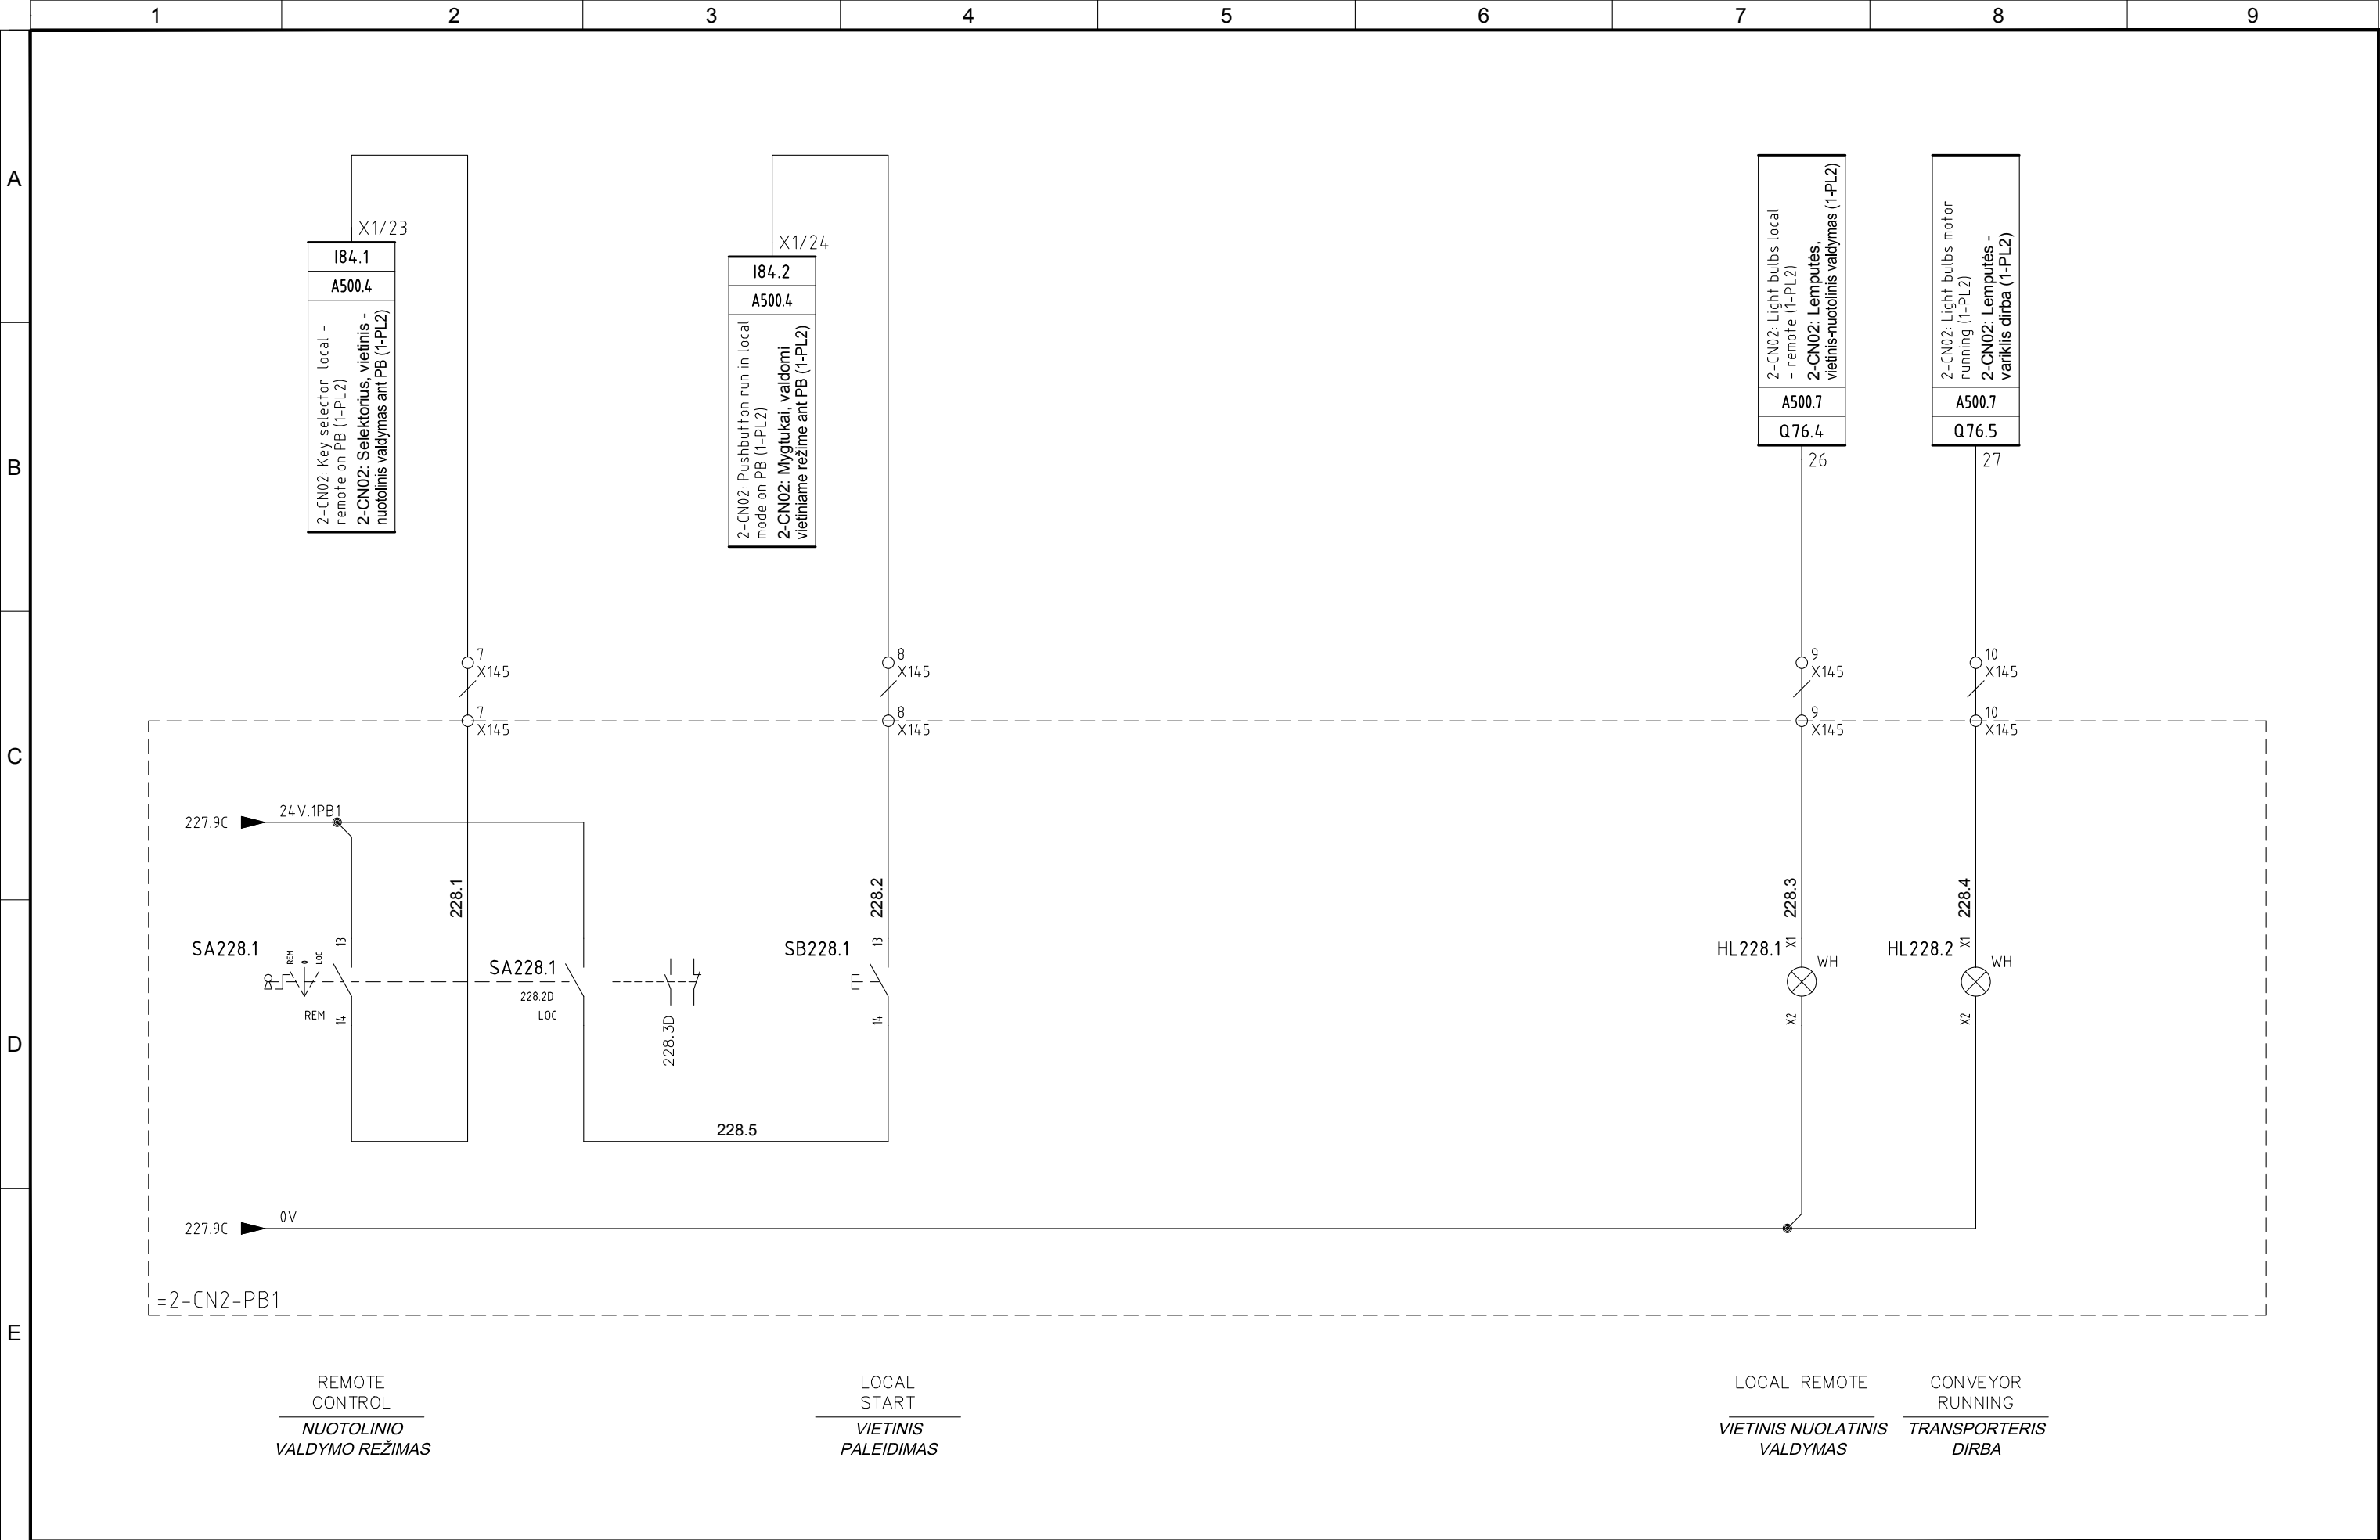 1 2 3 4 5 6 7 8 9
A
B
C
D
E
X1/23
I84.1
A500.4
2-CN02: Key selector local -
remote on PB (1-PL2)
2-CN02: Selektorius, vietinis -
nuotolinis valdymas ant PB (1-PL2)
X1/24
I84.2
A500.4
2-CN02: Pushbutton run in local
mode on PB (1-PL2)
2-CN02: Mygtukai, valdomi
vietiniame režime ant PB (1-PL2)
2-CN02: Light bulbs local
- remote (1-PL2)
2-CN02: Lemputės,
vietinis-nuotolinis valdymas (1-PL2)
A500.7
Q76.4
26
2-CN02: Light bulbs motor
running (1-PL2)
2-CN02: Lemputės -
variklis dirba (1-PL2)
A500.7
Q76.5
27
7
X145
8
X145
9
X145
10
X145
7
X145
8
X145
9
X145
10
X145
227.9C
24V.1PB1
228.1
228.2
228.3
228.4
SA228.1
REM
0
LOC
13
REM
14
SA228.1
228.2D
LOC
228.3D
SB228.1
13
14
HL228.1
X1
WH
X2
HL228.2
X1
WH
X2
228.5
227.9C
0V
=2-CN2-PB1
REMOTE
CONTROL
NUOTOLINIO
VALDYMO REŽIMAS
LOCAL
START
VIETINIS
PALEIDIMAS
LOCAL REMOTE
VIETINIS NUOLATINIS
VALDYMAS
CONVEYOR
RUNNING
TRANSPORTERIS
DIRBA